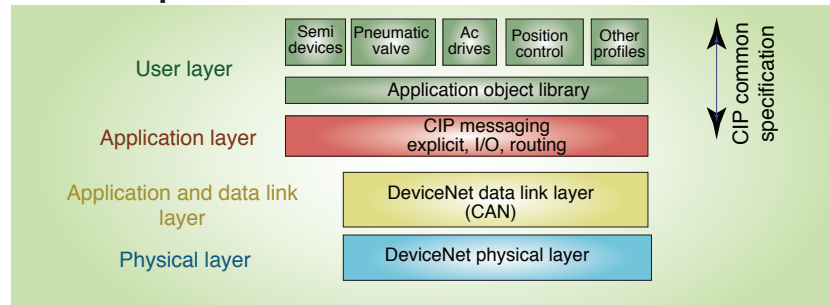 Semi
devices
Pneumatic
valve
Ac
drives
Position
control
Other
profiles
User layer
Application object library
CIP common
specification
Application layer
CIP messaging
explicit, I/O, routing
Application and data link
layer
DeviceNet data link layer
(CAN)
Physical layer
DeviceNet physical layer